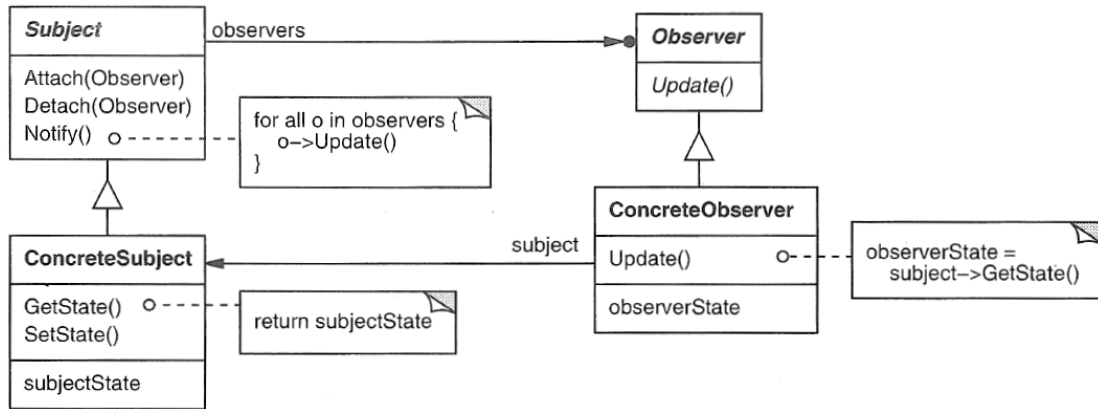 Subject
observers
Observer
Attach(Observer)
Detach(Observer)
Notify()
for all o in observers {
o->Update()
}
Update()
ConcreteSubject
GetState()
SetState()
subjectState
return subjectState
subject
ConcreteObserver
Update()
observerState
observerState =
subject->GetState()